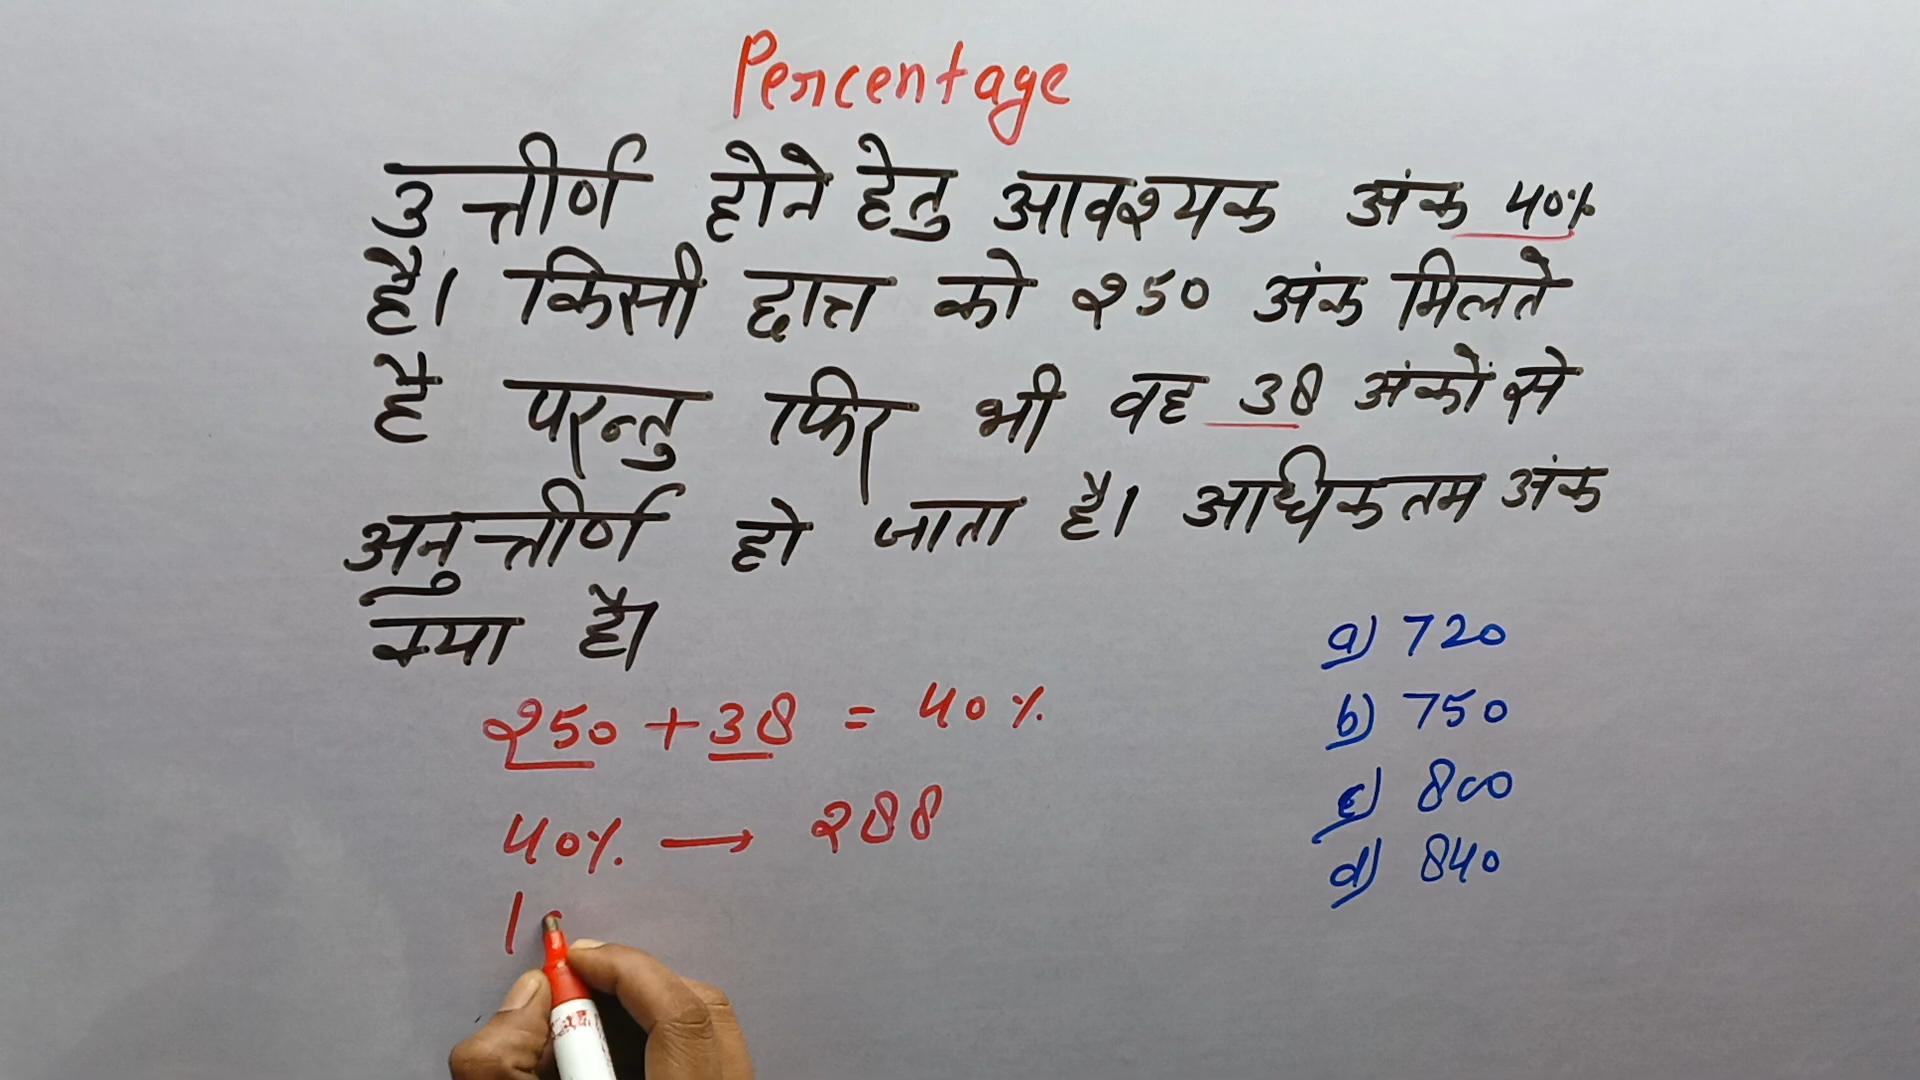 Percentage
उत्तीर्ण होने हेतु आवश्यक अंक 40%
है। किसी छात्र को 250 अंक मिलते
है परन्तु फिर भी वह 38 अंकों से
अनुत्तीर्ण हो जाता है। अधिकतम अंक
क्या है।
a) 720
b) 750
c) 800
d) 840
250 + 38 = 40%
40% → 288
1